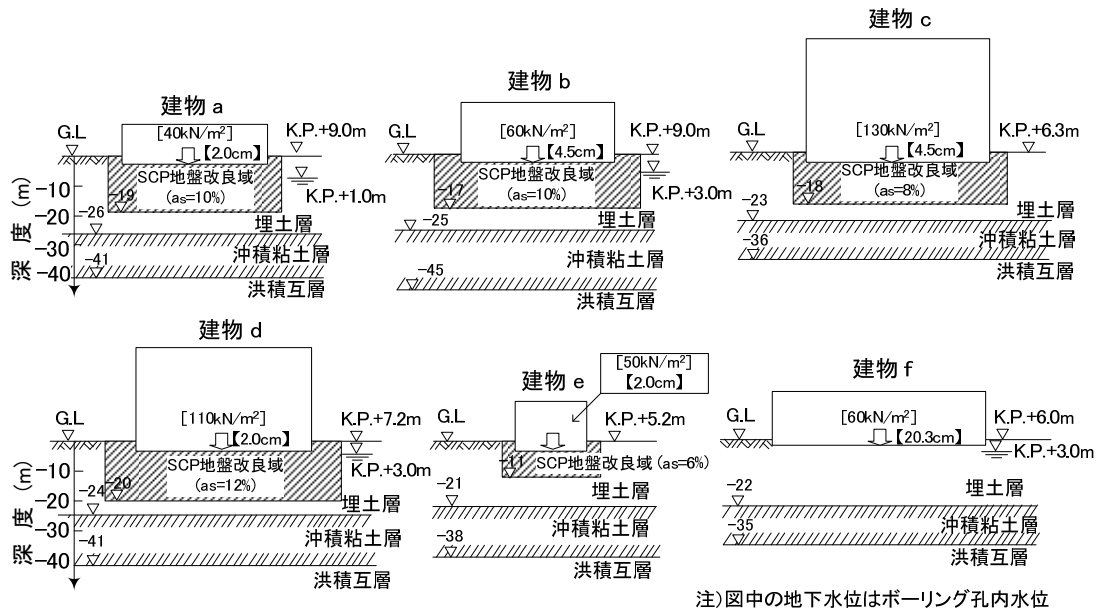 建物 a
G.L
[40kN/m²]
【2.0cm】
K.P.+9.0m
SCP地盤改良域
(as=10%)
K.P.+1.0m
-19
-26
埋土層
沖積粘土層
-41
洪積互層
深度(m)
-10
-20
-30
-40
建物 b
G.L
[60kN/m²]
【4.5cm】
K.P.+9.0m
SCP地盤改良域
(as=10%)
K.P.+3.0m
-17
-25
埋土層
沖積粘土層
-45
洪積互層
建物 c
G.L
[130kN/m²]
【4.5cm】
K.P.+6.3m
SCP地盤改良域
(as=8%)
-18
-23
埋土層
-36
沖積粘土層
洪積互層
建物 d
G.L
[110kN/m²]
【2.0cm】
K.P.+7.2m
SCP地盤改良域
(as=12%)
K.P.+3.0m
-20
-24
埋土層
沖積粘土層
-41
洪積互層
深度(m)
-10
-20
-30
-40
建物 e
[50kN/m²]
【2.0cm】
G.L
K.P.+5.2m
-11
SCP地盤改良域 (as=6%)
-21
埋土層
沖積粘土層
-38
洪積互層
建物 f
G.L
[60kN/m²]
【20.3cm】
K.P.+6.0m
K.P.+3.0m
-22
埋土層
-35
沖積粘土層
洪積互層
注)図中の地下水位はボーリング孔内水位